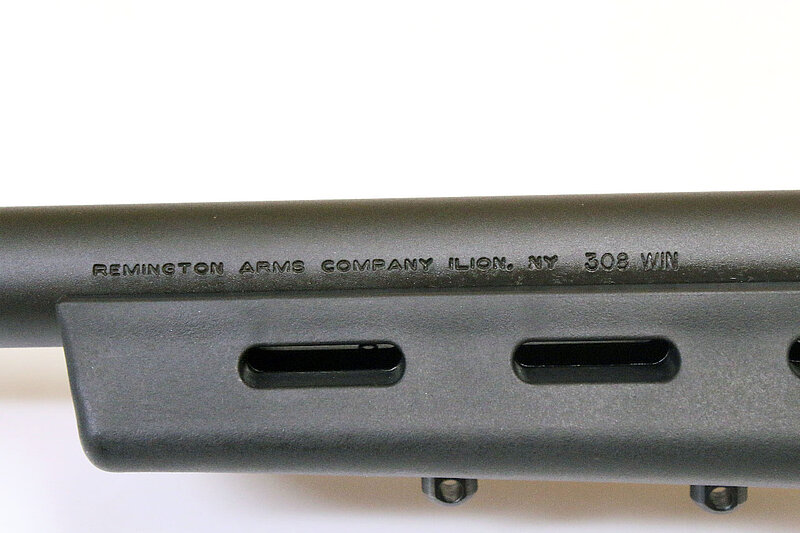 REMINGTON ARMS COMPANY ILION, NY 308 WIN